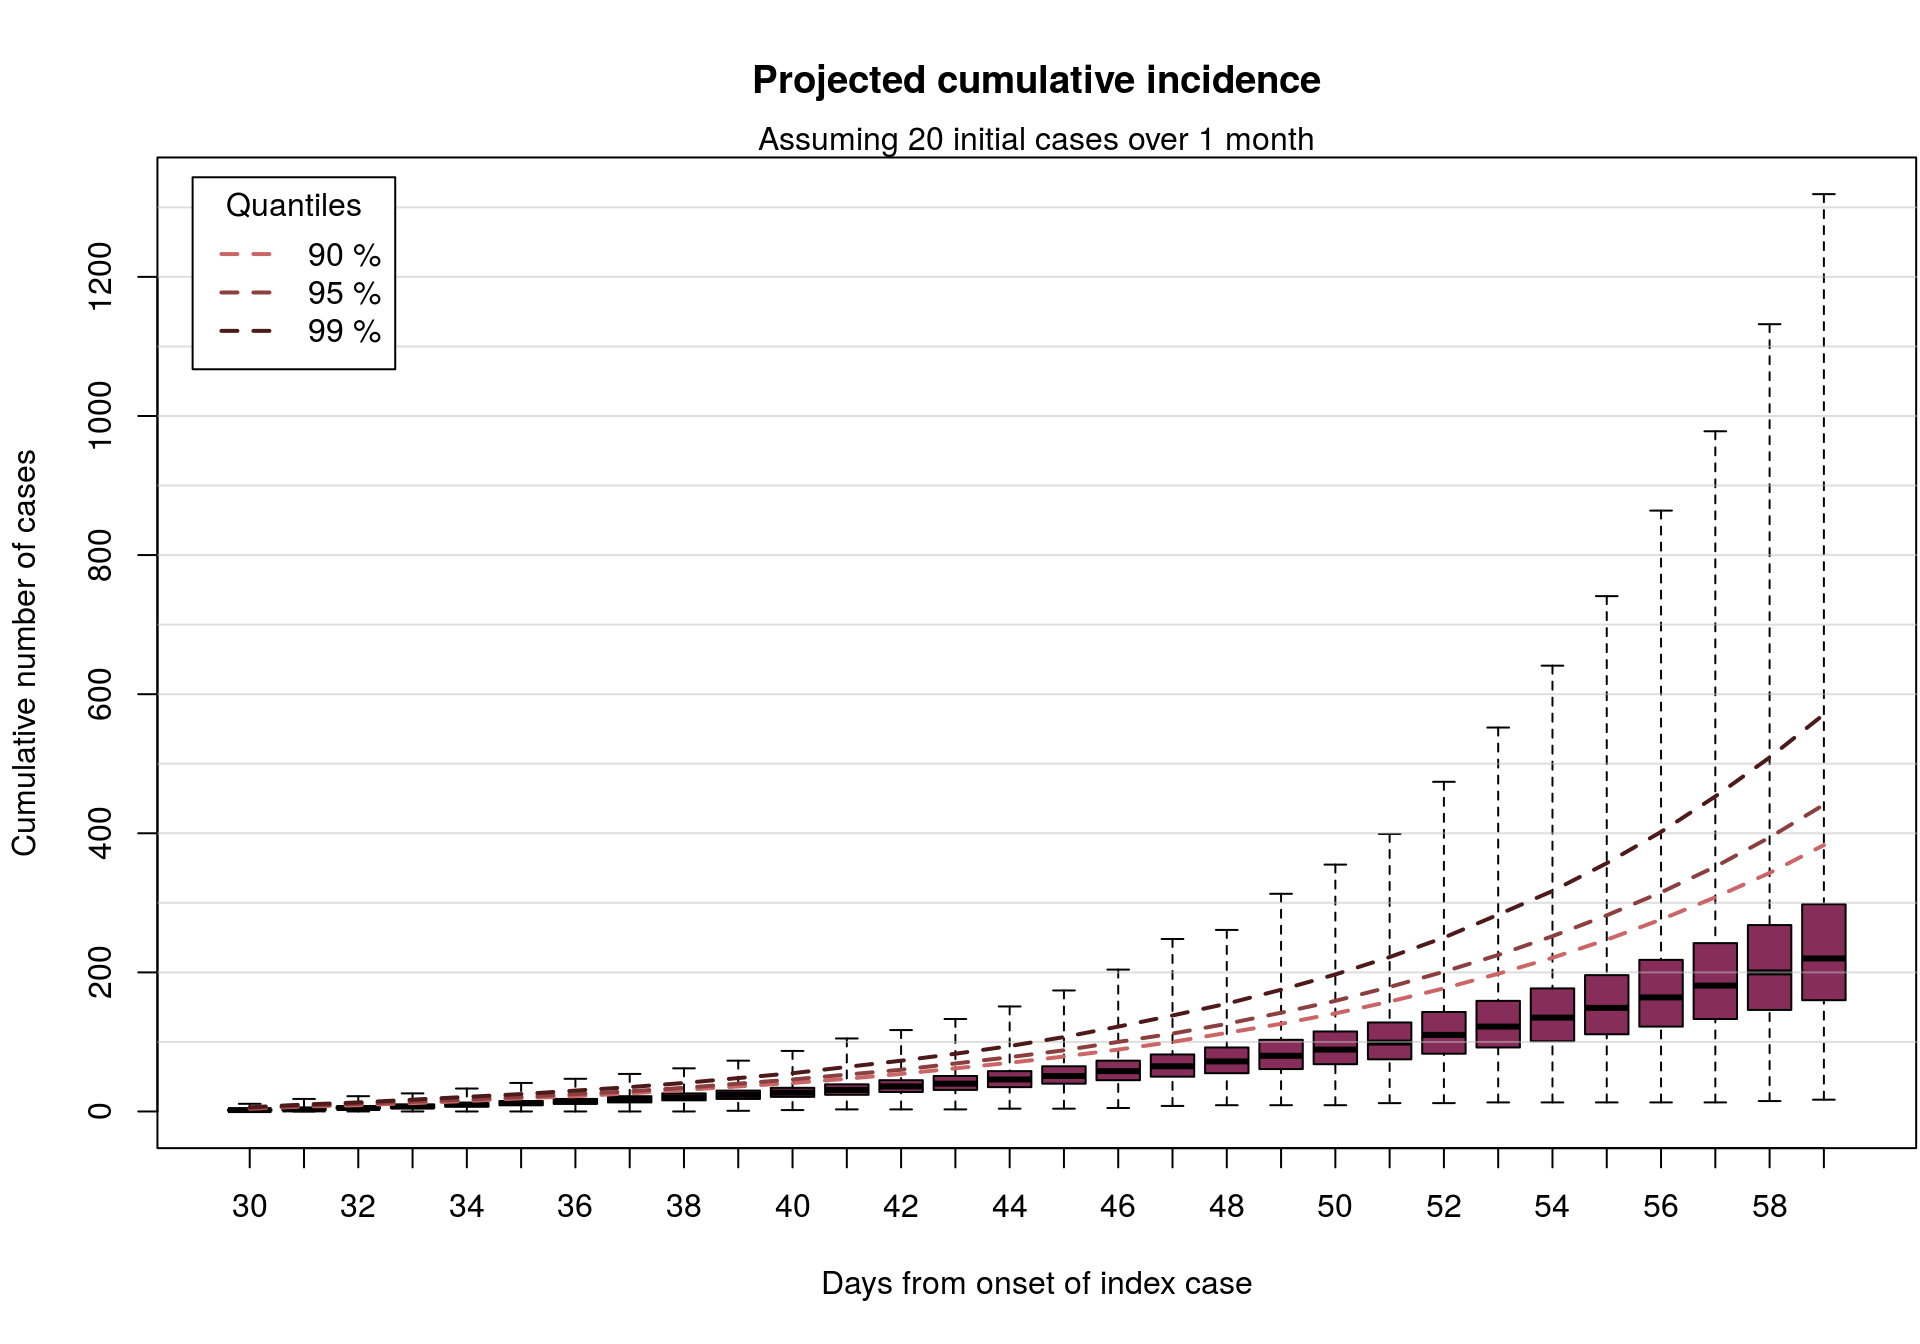 Projected cumulative incidence
Assuming 20 initial cases over 1 month
Quantiles
90 %
95 %
99 %
Cumulative number of cases
1200
1000
800
600
400
200
0
30 32 34 36 38 40 42 44 46 48 50 52 54 56 58
Days from onset of index case